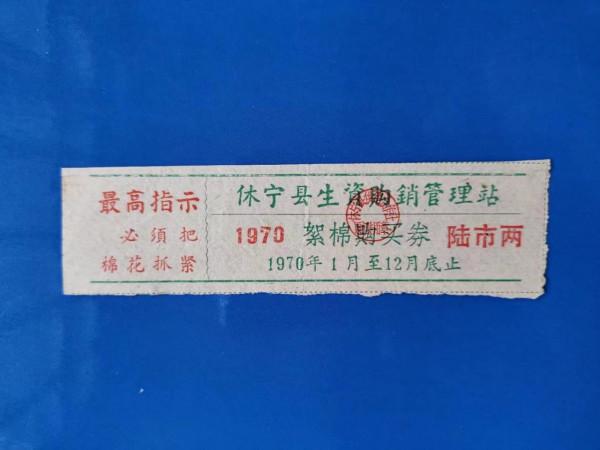 最高指示
必须把
棉花抓紧
休宁县生資购銷管理站
1970 絮棉購买券 陆市两
1970年1月至12月底止